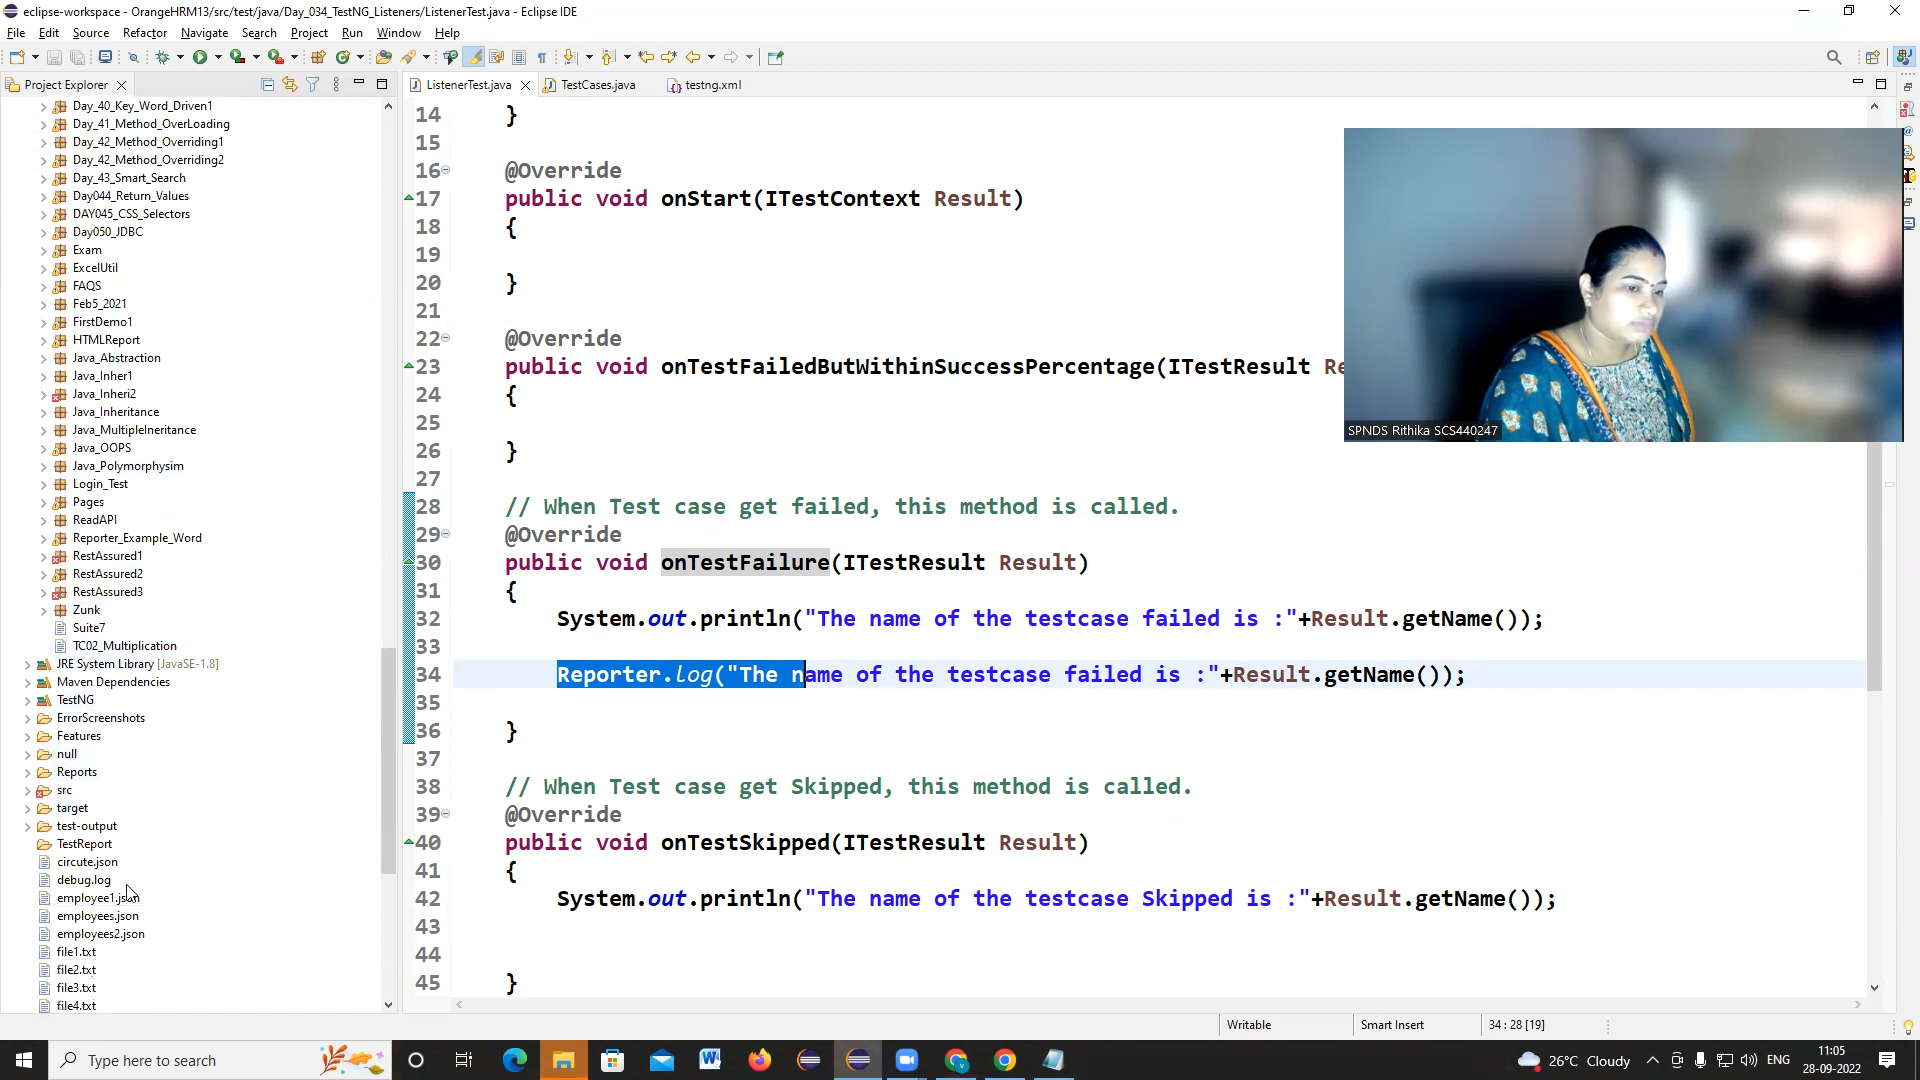 eclipse-workspace - OrangeHRM13/src/test/java/Day_034_TestNG_Listeners/ListenerTest.java - Eclipse IDE
File Edit Source Refactor Navigate Search Project Run Window Help
Project Explorer
ListenerTest.java
TestCases.java
testng.xml
Day_40_Key_Word_Driven1
Day_41_Method_OverLoading
Day_42_Method_Overriding1
Day_42_Method_Overriding2
Day_43_Smart_Search
Day044_Return_Values
DAY045_CSS_Selectors
Day050_JDBC
Exam
ExcelUtil
FAQS
Feb5_2021
FirstDemo1
HTMLReport
Java_Abstraction
Java_Inher1
Java_Inheri2
Java_Inheritance
Java_MultipleIneritance
Java_OOPS
Java_Polymorphysim
Login_Test
Pages
ReadAPI
Reporter_Example_Word
RestAssured1
RestAssured2
RestAssured3
Zunk
Suite7
TC02_Multiplication
JRE System Library [JavaSE-1.8]
Maven Dependencies
TestNG
ErrorScreenshots
Features
null
Reports
src
target
test-output
TestReport
circute.json
debug.log
employee1.json
employees.json
employees2.json
file1.txt
file2.txt
file3.txt
file4.txt
14 }
15
16 @Override
17 public void onStart(ITestContext Result)
18 {
19
20 }
21
22 @Override
23 public void onTestFailedButWithinSuccessPercentage(ITestResult Re
24 {
25
26 }
27
28 // When Test case get failed, this method is called.
29 @Override
30 public void onTestFailure(ITestResult Result)
31 {
32 System.out.println("The name of the testcase failed is :"+Result.getName());
33
34 Reporter.log("The name of the testcase failed is :"+Result.getName());
35
36 }
37
38 // When Test case get Skipped, this method is called.
39 @Override
40 public void onTestSkipped(ITestResult Result)
41 {
42 System.out.println("The name of the testcase Skipped is :"+Result.getName());
43
44
45 }
SPNDS Rithika SCS440247
Writable
Smart Insert
34 : 28 [19]
Type here to search
26°C Cloudy
ENG
11:05
28-09-2022